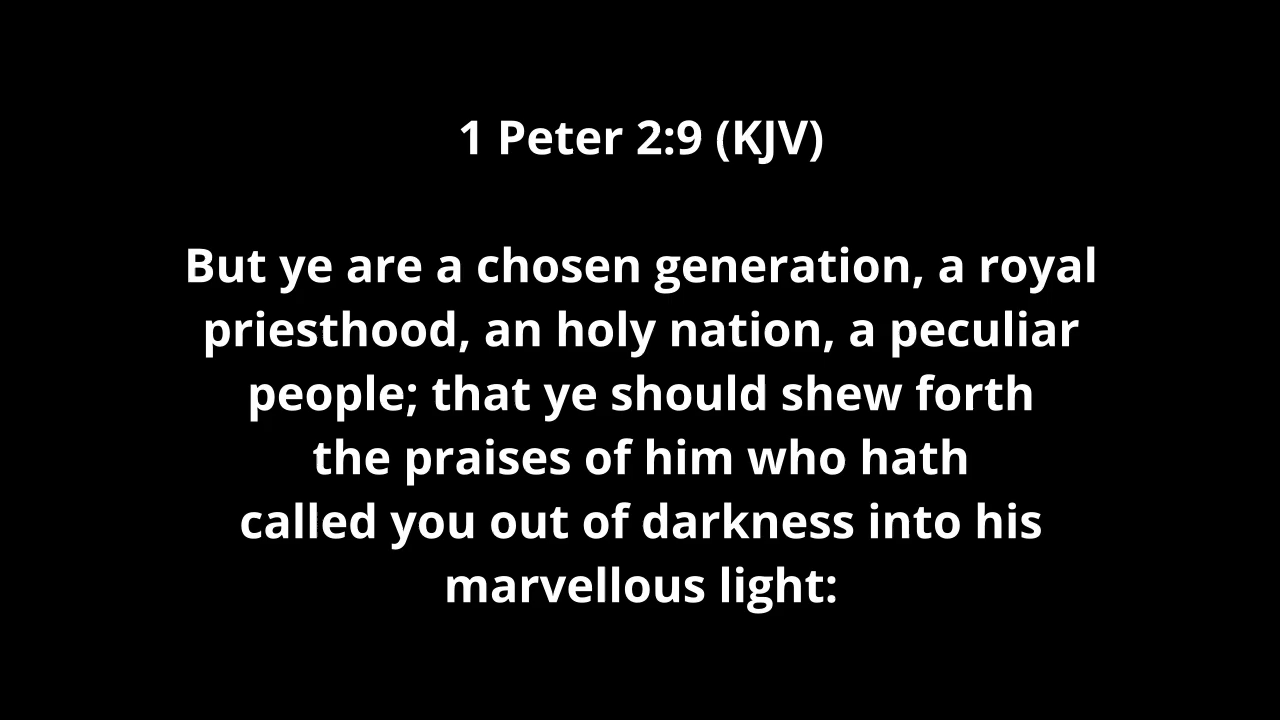 1 Peter 2:9 (KJV)
But ye are a chosen generation, a royal
priesthood, an holy nation, a peculiar
people; that ye should shew forth
the praises of him who hath
called you out of darkness into his
marvellous light: